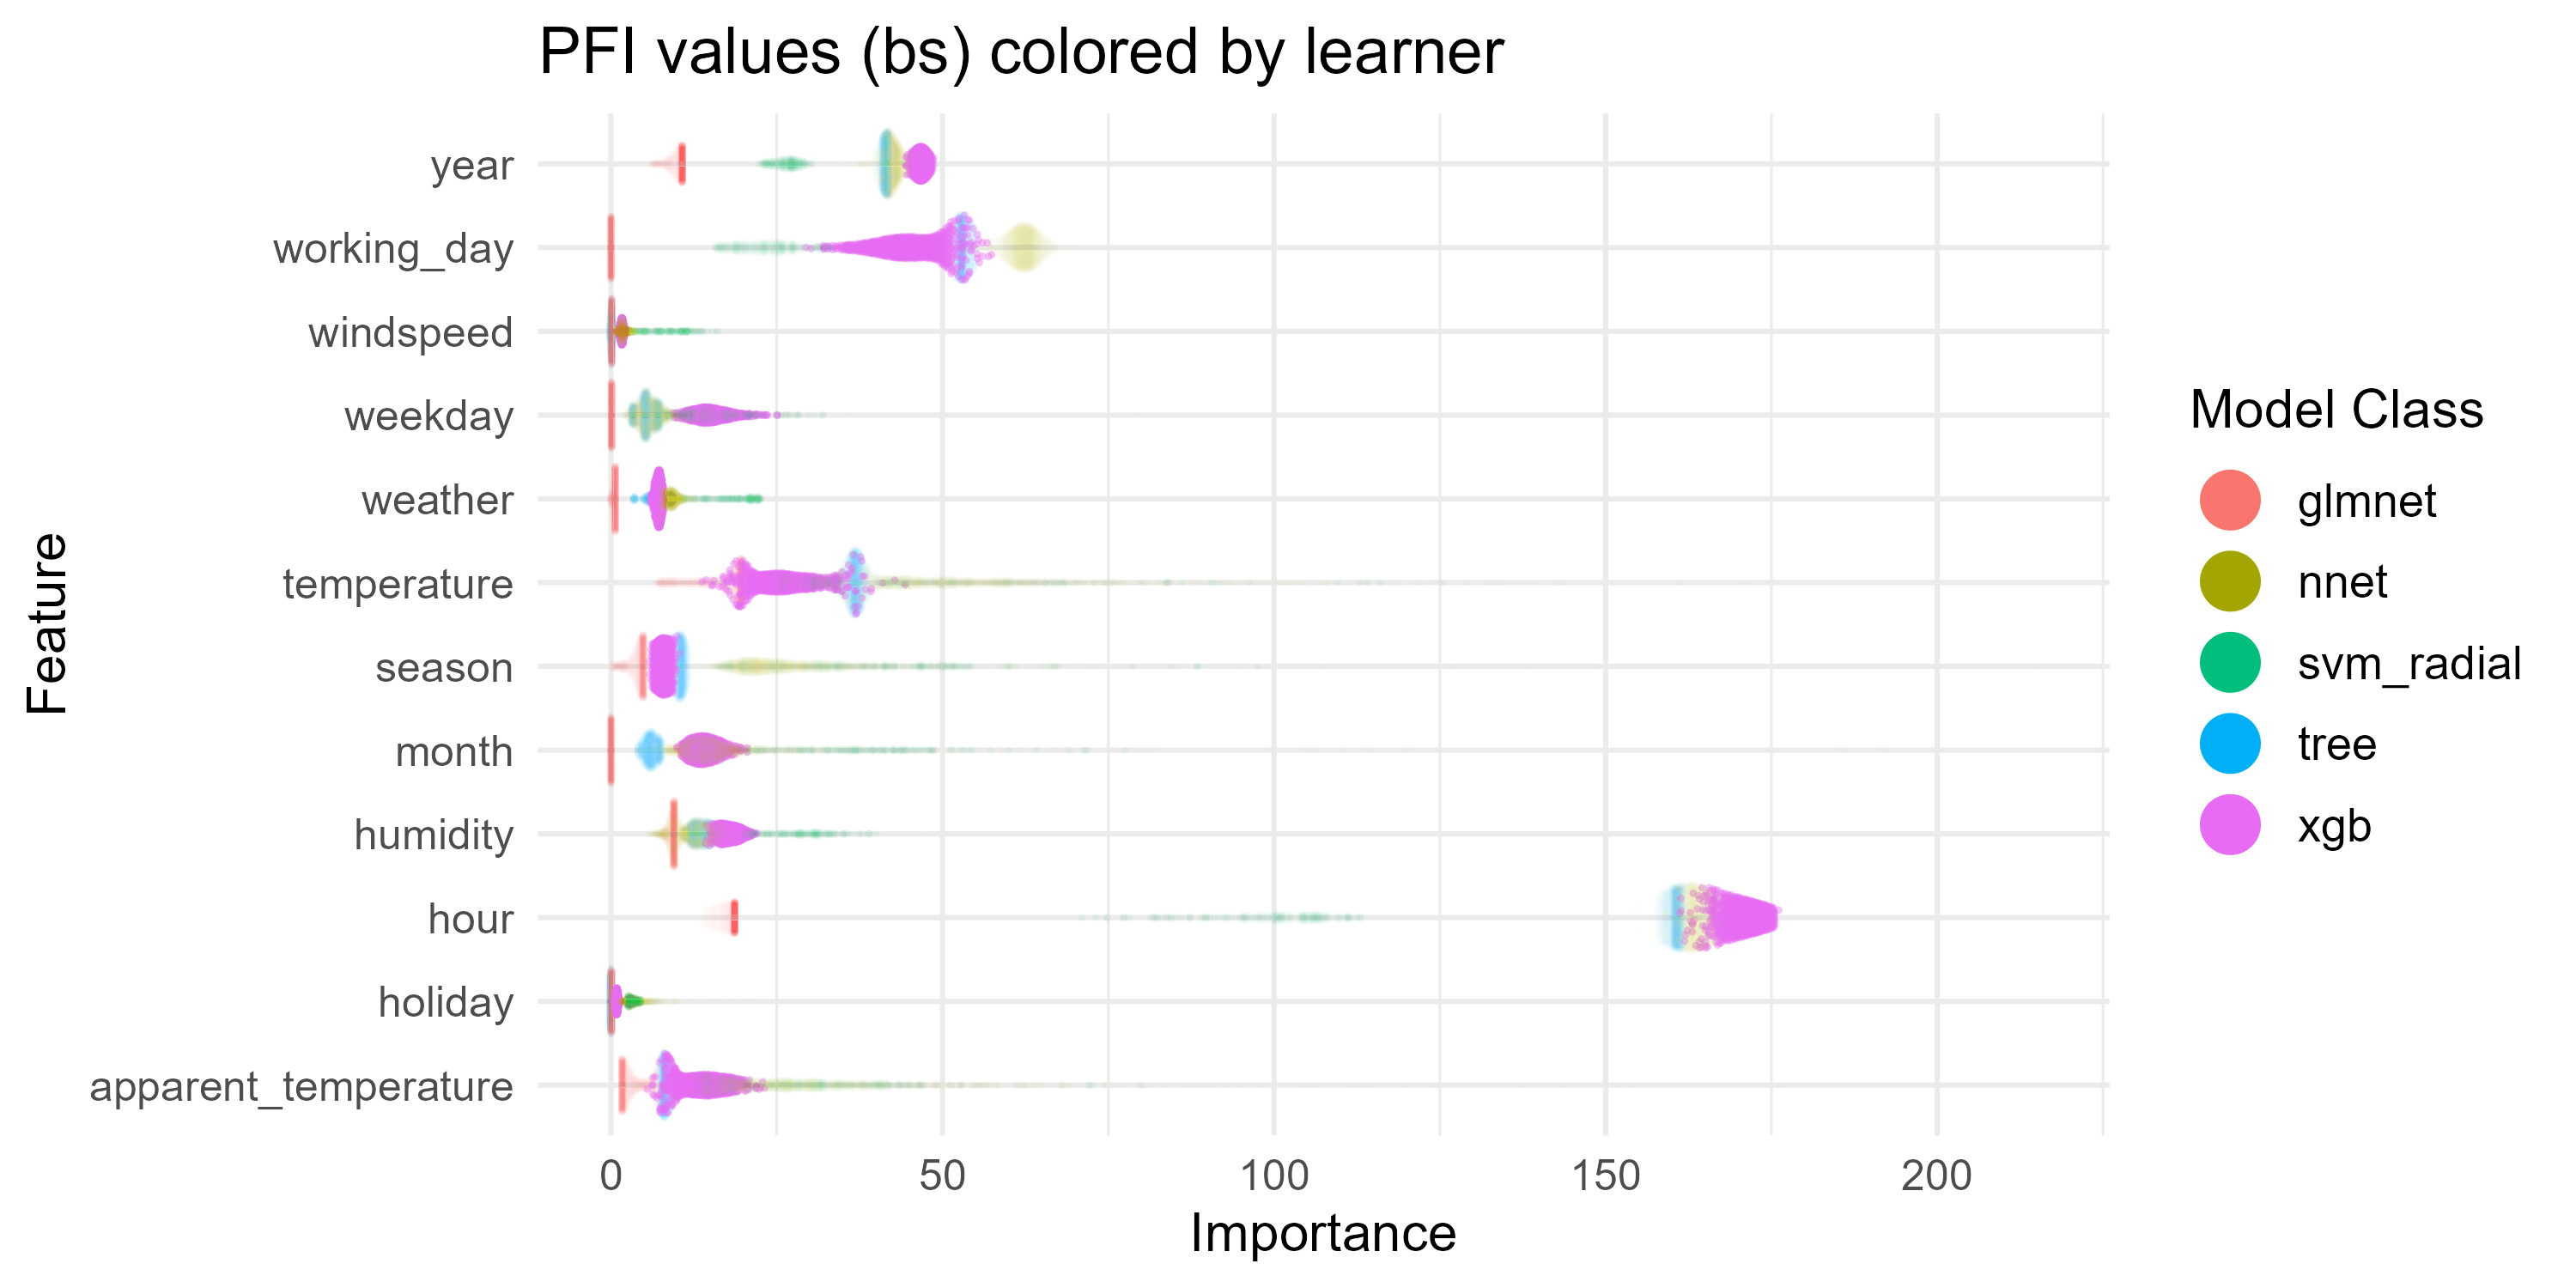 PFI values (bs) colored by learner
Feature
year
working_day
windspeed
weekday
weather
temperature
season
month
humidity
hour
holiday
apparent_temperature
0 50 100 150 200
Importance
Model Class
glmnet
nnet
svm_radial
tree
xgb